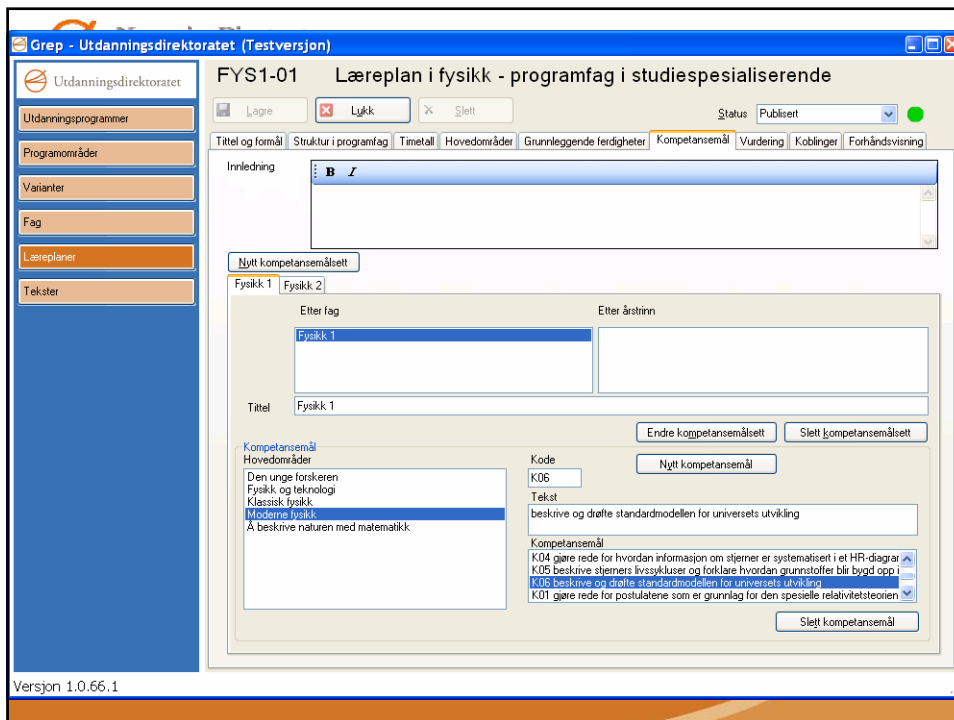 Grep - Utdanningsdirektoratet (Testversjon)
Utdanningsdirektoratet
Utdanningsprogrammer
Programområder
Varianter
Fag
Læreplaner
Tekster
FYS1-01 Læreplan i fysikk - programfag i studiespesialiserende
Lagre Lukk Slett
Status Publisert
Tittel og formål Struktur i programfag Timetall Hovedområder Grunnleggende ferdigheter Kompetansemål Vurdering Koblinger Forhåndsvisning
Innledning
B I
Nytt kompetansemålsett
Fysikk 1 Fysikk 2
Etter fag Etter årstrinn
Fysikk 1
Tittel Fysikk 1
Endre kompetansemålsett Slett kompetansemålsett
Kompetansemål
Hovedområder
Den unge forskeren
Fysikk og teknologi
Klassisk fysikk
Moderne fysikk
Å beskrive naturen med matematikk
Kode
K06
Nytt kompetansemål
Tekst
beskrive og drøfte standardmodellen for universets utvikling
Kompetansemål
K04 gjøre rede for hvordan informasjon om stjerner er systematisert i et HR-diagrar
K05 beskrive stjerners livssykluser og forklare hvordan grunnstoffer blir bygd opp i
K06 beskrive og drøfte standardmodellen for universets utvikling
K01 gjøre rede for postulatene som er grunnlag for den spesielle relativitetsteorien
Slett kompetansemål
Versjon 1.0.66.1